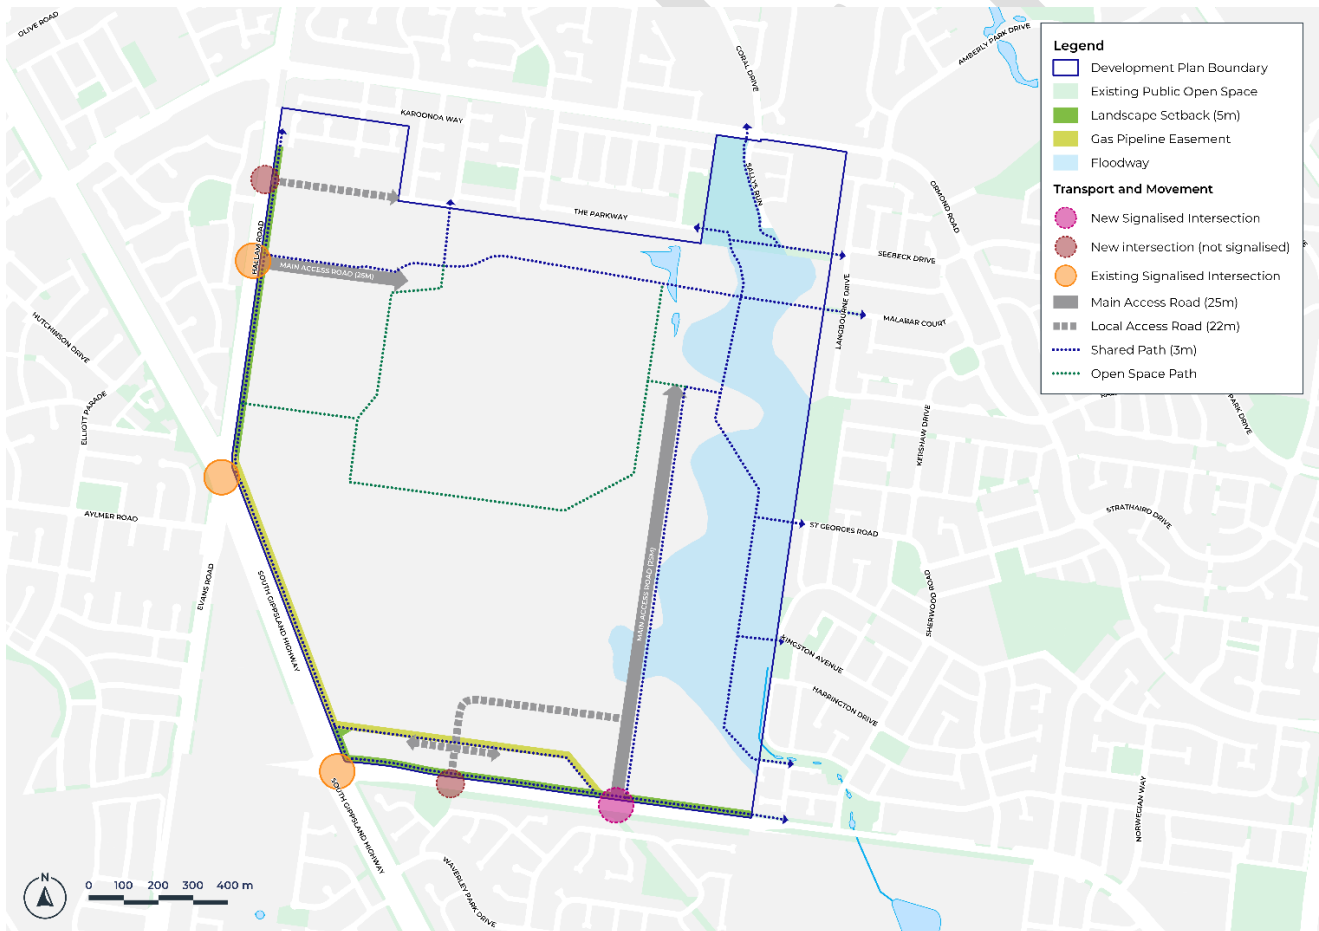 OLIVE ROAD
CORAL DRIVE
AMBERLY PARK DRIVE
KAROONDA WAY
SALLYS RUN
ORMOND ROAD
THE PARKWAY
HALLAM ROAD
SEEBECK DRIVE
MAIN ACCESS ROAD (25M)
LANGBOURNE DRIVE
MALABAR COURT
HUTCHINSON DRIVE
ELLIOTT PARADE
KERSHAW DRIVE
PARK DRIVE
AYLMER ROAD
STRATHAIRD DRIVE
ST GEORGES ROAD
EVANS ROAD
SOUTH GIPPSLAND HIGHWAY
MAIN ACCESS ROAD (25M)
SHERWOOD ROAD
KINGSTON AVENUE
HARRINGTON DRIVE
SOUTH GIPPSLAND HIGHWAY
NORWEGIAN WAY
WAVERLEY PARK DRIVE
Legend
Development Plan Boundary
Existing Public Open Space
Landscape Setback (5m)
Gas Pipeline Easement
Floodway
Transport and Movement
New Signalised Intersection
New intersection (not signalised)
Existing Signalised Intersection
Main Access Road (25m)
Local Access Road (22m)
Shared Path (3m)
Open Space Path
N
0 100 200 300 400 m